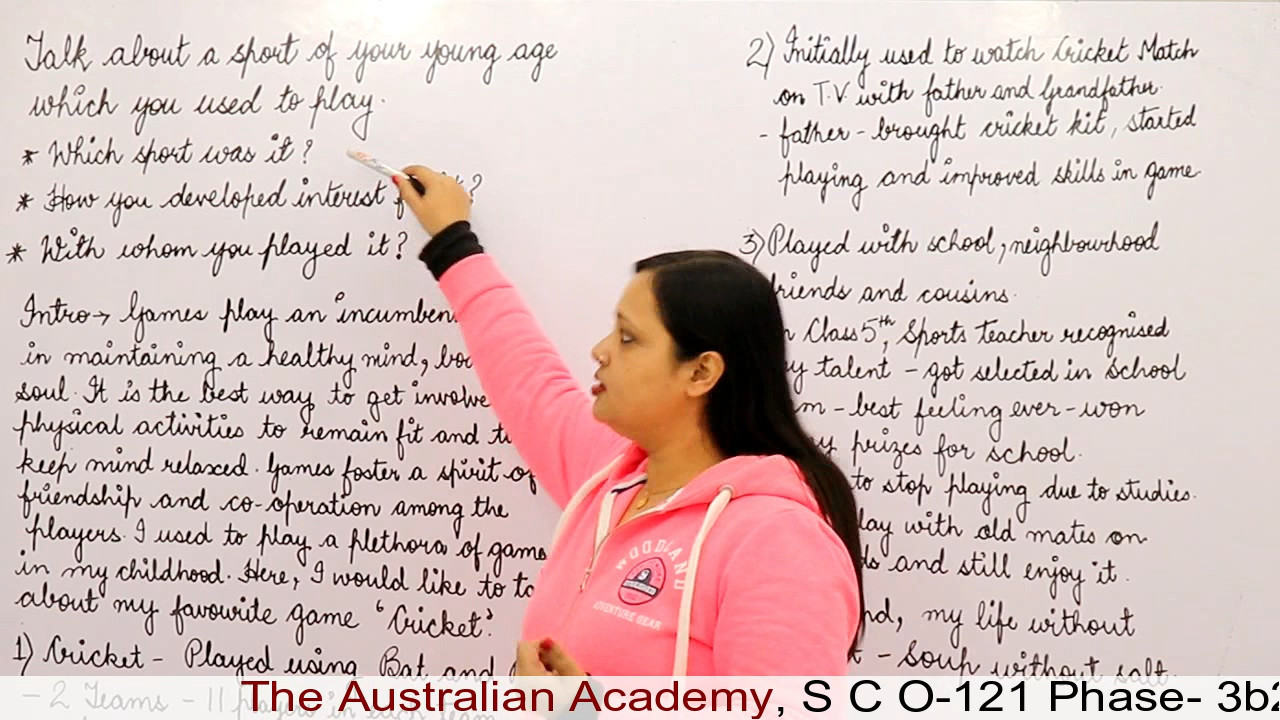 Talk about a sport of your young age
which you used to play.
* Which sport was it?
* How you developed interest it?
* With whom you played it?
Intro → Games play an
in maintaining a healthy mind,
soul. It is the best way to get
physical activities to remain fit and
keep mind relaxed. Games foster a spirit of
friendship and co-operation among the
players. I used to play a plethora of
in my childhood. Here, I would like to
about my favourite game 'Cricket'.
1) Cricket - Played using Bat and
- 2 Teams - 11 players in each team
2) Initially used to watch Cricket Match
on T.V with father and Grandfather.
- father - brought cricket kit, started
playing and improved skills in game.
3) Played with school, neighbourhood
friends and cousins.
Class 5th, Sports Teacher recognised
talent - got selected in School
- best feeling ever - won
prizes for school.
to stop playing due to studies.
with old mates on
and still enjoy it.
my life without
- Soup without salt.
WOODLAND
ADVENTURE GEAR
The Australian Academy, S C O-121 Phase- 3b2